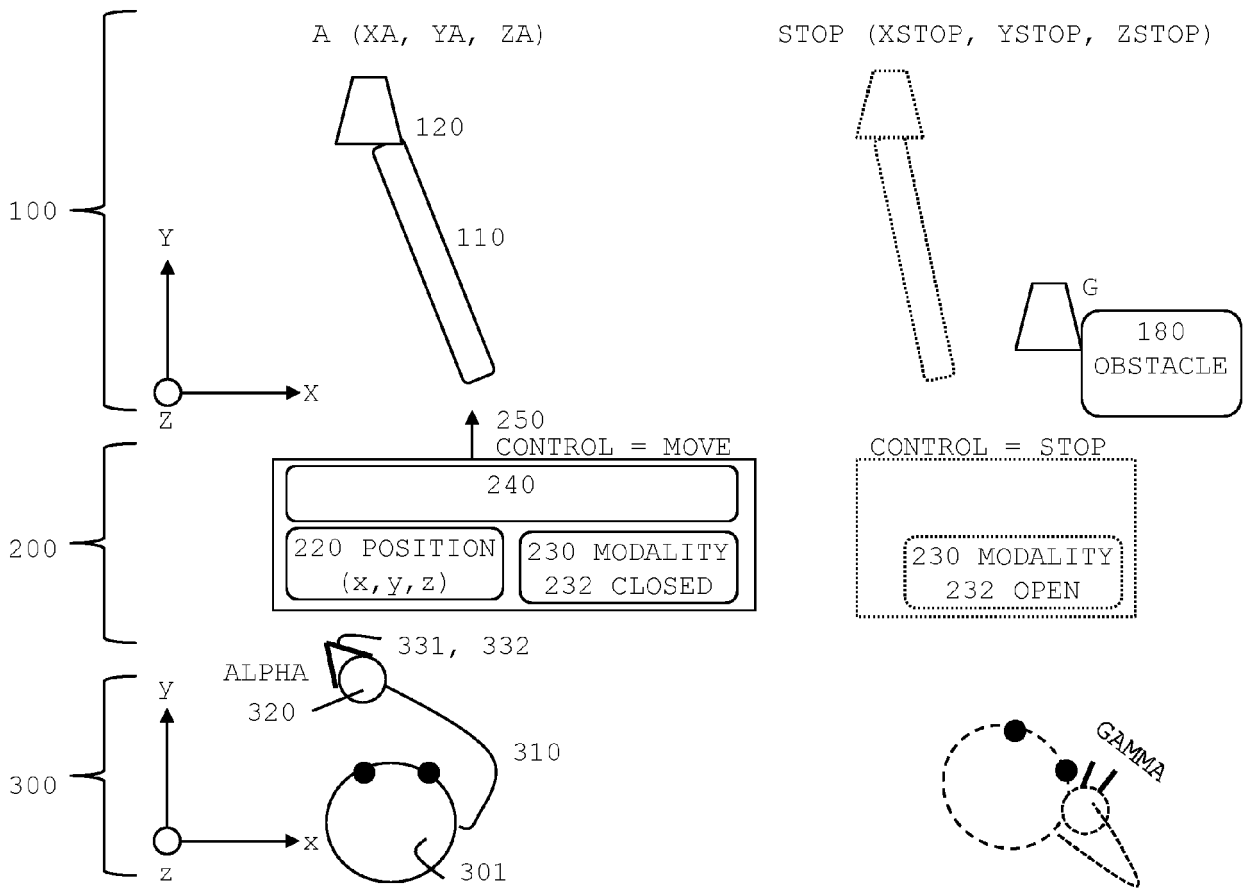 A (XA, YA, ZA)
STOP (XSTOP, YSTOP, ZSTOP)
120
100
110
Y
G
180
OBSTACLE
X
Z
250
CONTROL = MOVE
CONTROL = STOP
240
200
220 POSITION
(x,y,z)
230 MODALITY
232 CLOSED
230 MODALITY
232 OPEN
331, 332
ALPHA
y
320
GAMMA
310
300
x
z
301